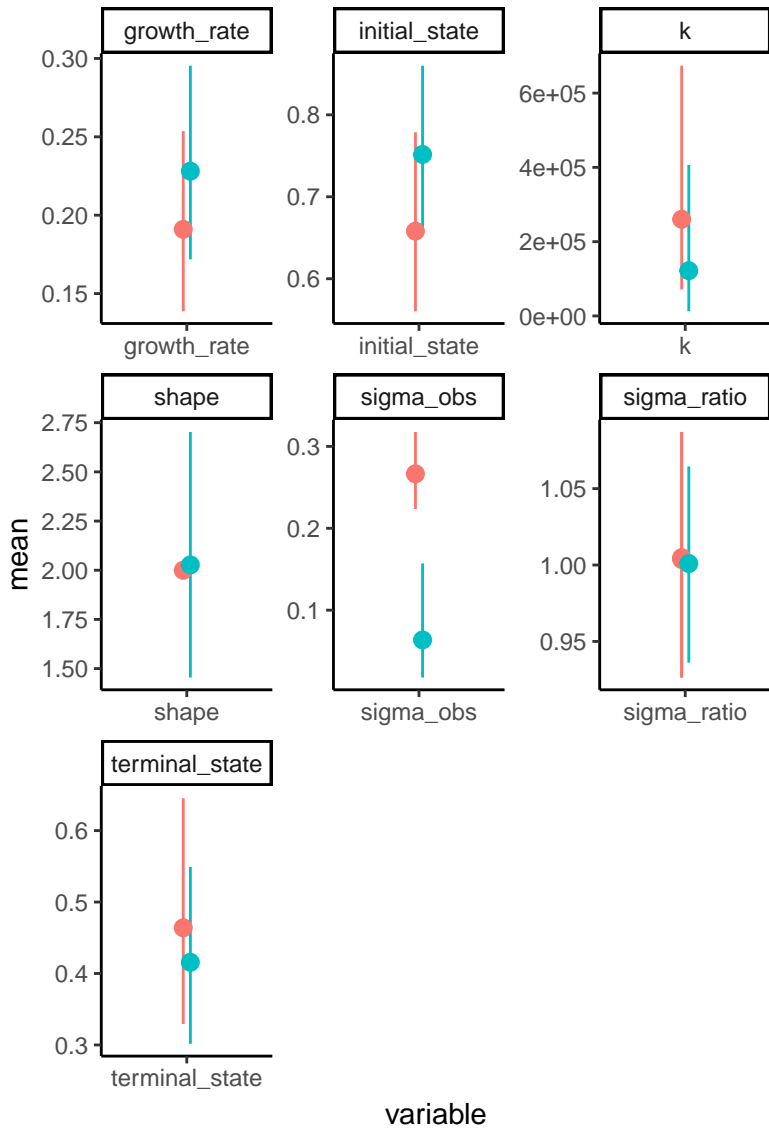 growth_rate
initial_state
k
0.30
0.25
0.20
0.15
0.8
0.7
0.6
6e+05
4e+05
2e+05
0e+00
growth_rate
initial_state
k
shape
sigma_obs
sigma_ratio
2.75
2.50
2.25
2.00
1.75
1.50
0.3
0.2
0.1
1.05
1.00
0.95
shape
sigma_obs
sigma_ratio
mean
terminal_state
0.6
0.5
0.4
0.3
terminal_state
variable